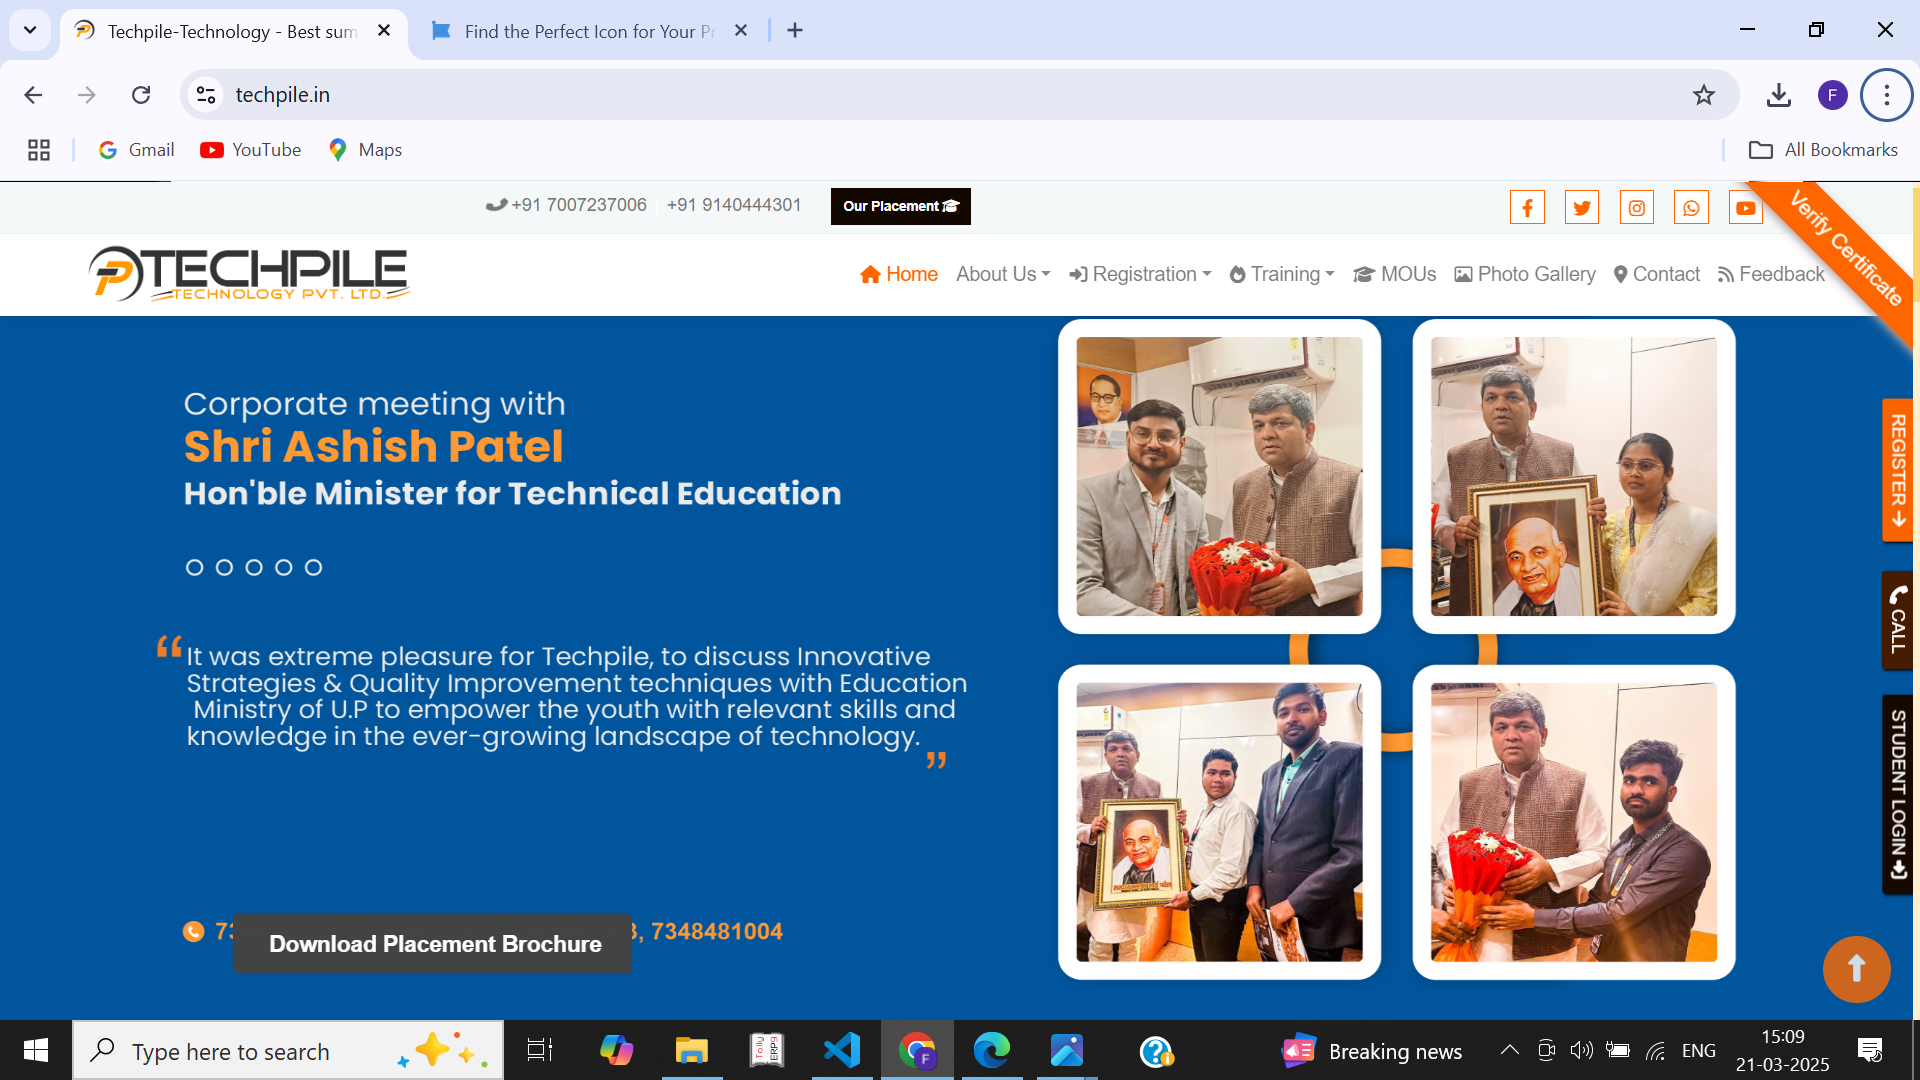 Techpile-Technology - Best sum
Find the Perfect Icon for Your Pr
techpile.in
F
Gmail
YouTube
Maps
All Bookmarks
+91 7007237006
+91 9140444301
Our Placement
Verify Certificate
TECHPILE
TECHNOLOGY PVT. LTD.
Home
About Us
Registration
Training
MOUs
Photo Gallery
Contact
Feedback
Corporate meeting with
Shri Ashish Patel
Hon'ble Minister for Technical Education
“It was extreme pleasure for Techpile, to discuss Innovative
Strategies & Quality Improvement techniques with Education
Ministry of U.P to empower the youth with relevant skills and
knowledge in the ever-growing landscape of technology.
”
, 7348481004
Download Placement Brochure
REGISTER
CALL
STUDENT LOGIN
Type here to search
Tally
ERP9
F
Breaking news
ENG
15:09
21-03-2025